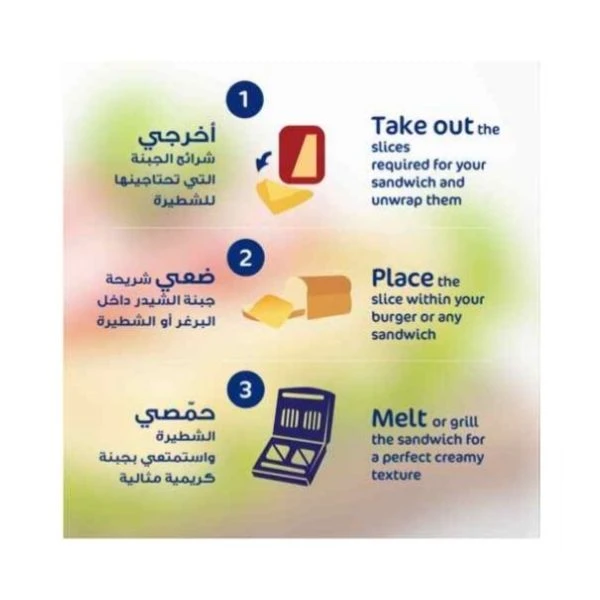 1
أخرجي
شرائح الجبنة
التي تحتاجينها
للشطيرة
Take out the
slices
required for your
sandwich and
unwrap them
2
ضعي شريحة
جبنة الشيدر داخل
البرغر أو الشطيرة
Place the
slice within your
burger or any
sandwich
3
حمّصي
الشطيرة
واستمتعي بجبنة
كريمية مثالية
Melt or grill
the sandwich for
a perfect creamy
texture